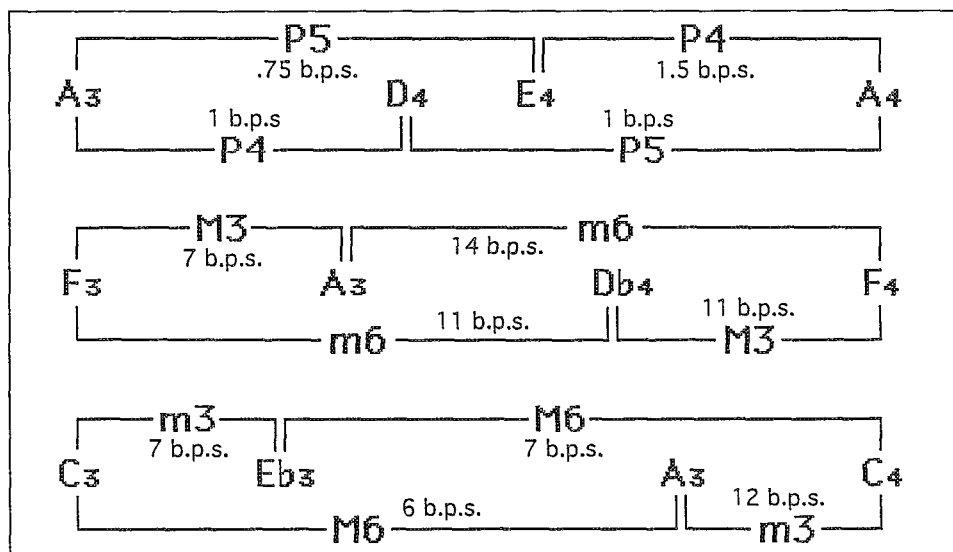 P5 P4
.75 b.p.s. 1.5 b.p.s.
A3 D4 E4 A4
1 b.p.s 1 b.p.s
P4 P5
M3 m6
7 b.p.s. 14 b.p.s.
F3 A3 Db4 F4
11 b.p.s. 11 b.p.s.
m6 M3
m3 M6
7 b.p.s. 7 b.p.s.
C3 Eb3 A3 C4
6 b.p.s. 12 b.p.s.
M6 m3